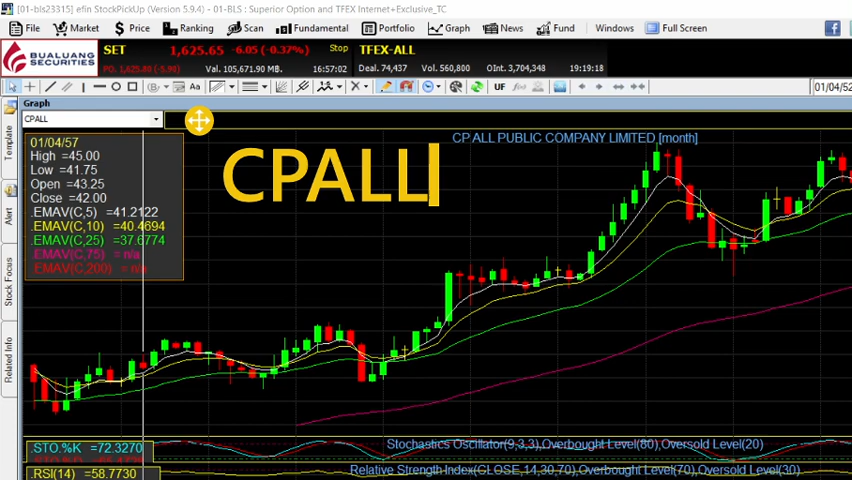 [01-bls23315] efin StockPickUp (Version 5.9.4) - 01-BLS : Superior Option and TFEX Internet+Exclusive_TC
File Market Price Ranking Scan Fundamental Portfolio Graph News Fund Windows Full Screen
BUALUANG SECURITIES
SET 1,625.65 -6.05 (-0.37%) Stop
Val. 105,671.90 MB. 16:57:02
TFEX-ALL
Deal. 74,437 Vol. 560,800 OInt. 3,704,348 19:19:18
Aa UF f(x) 01/04/52
Graph
CPALL
CPALL
CP ALL PUBLIC COMPANY LIMITED [month]
01/04/57
High =45.00
Low =41.75
Open =43.25
Close =42.00
.EMAV(C,5) =41.2122
.EMAV(C,10) =40.4694
.EMAV(C,25) =37.6774
.EMAV(C,75) = n/a
.EMAV(C,200) = n/a
Template
Alert
Stock Focus
Related Info
.STO.%K =72.3270
Stochastics Oscillator(9,3,3),Overbought Level(80),Oversold Level(20)
.RSI(14) =58.7730
Relative Strength-Index(CLOSE,14,30,70),Overbought Level(70),Oversold Level(30)